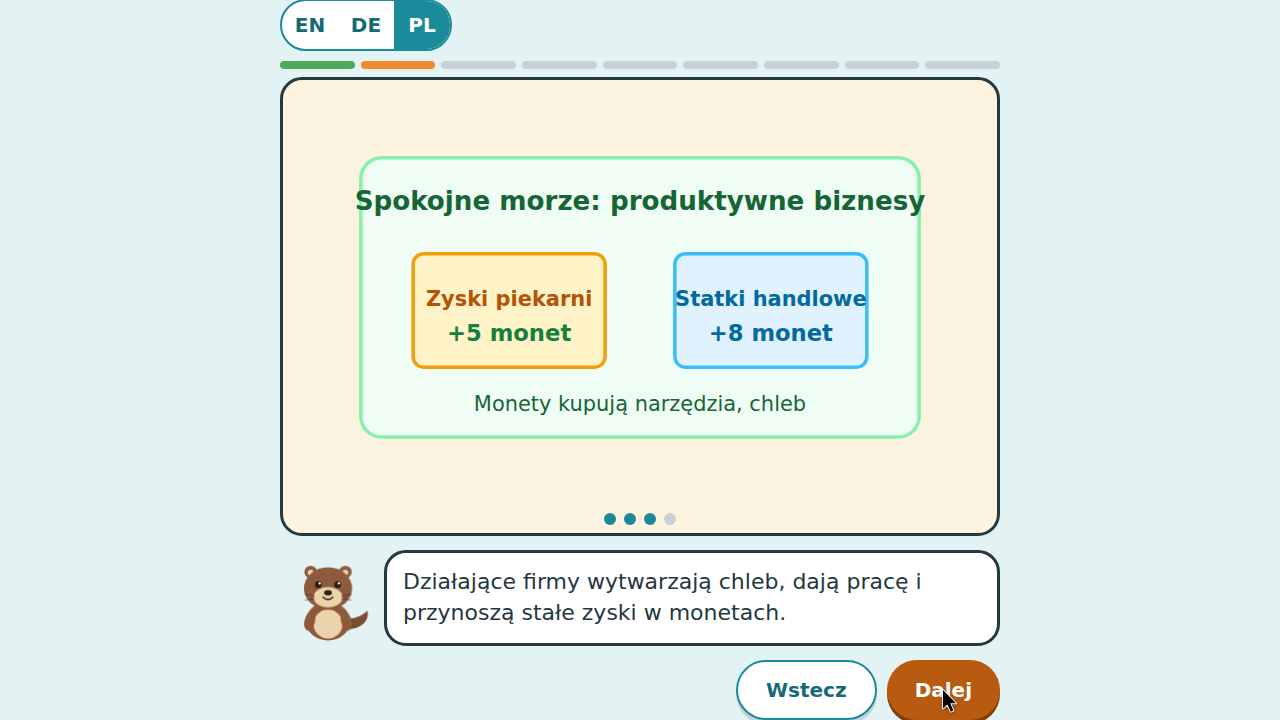 EN DE PL
Spokojne morze: produktywne biznesy
Zyski piekarni
+5 monet
Statki handlowe
+8 monet
Monety kupują narzędzia, chleb
Działające firmy wytwarzają chleb, dają pracę i
przynoszą stałe zyski w monetach.
Wstecz
Dalej